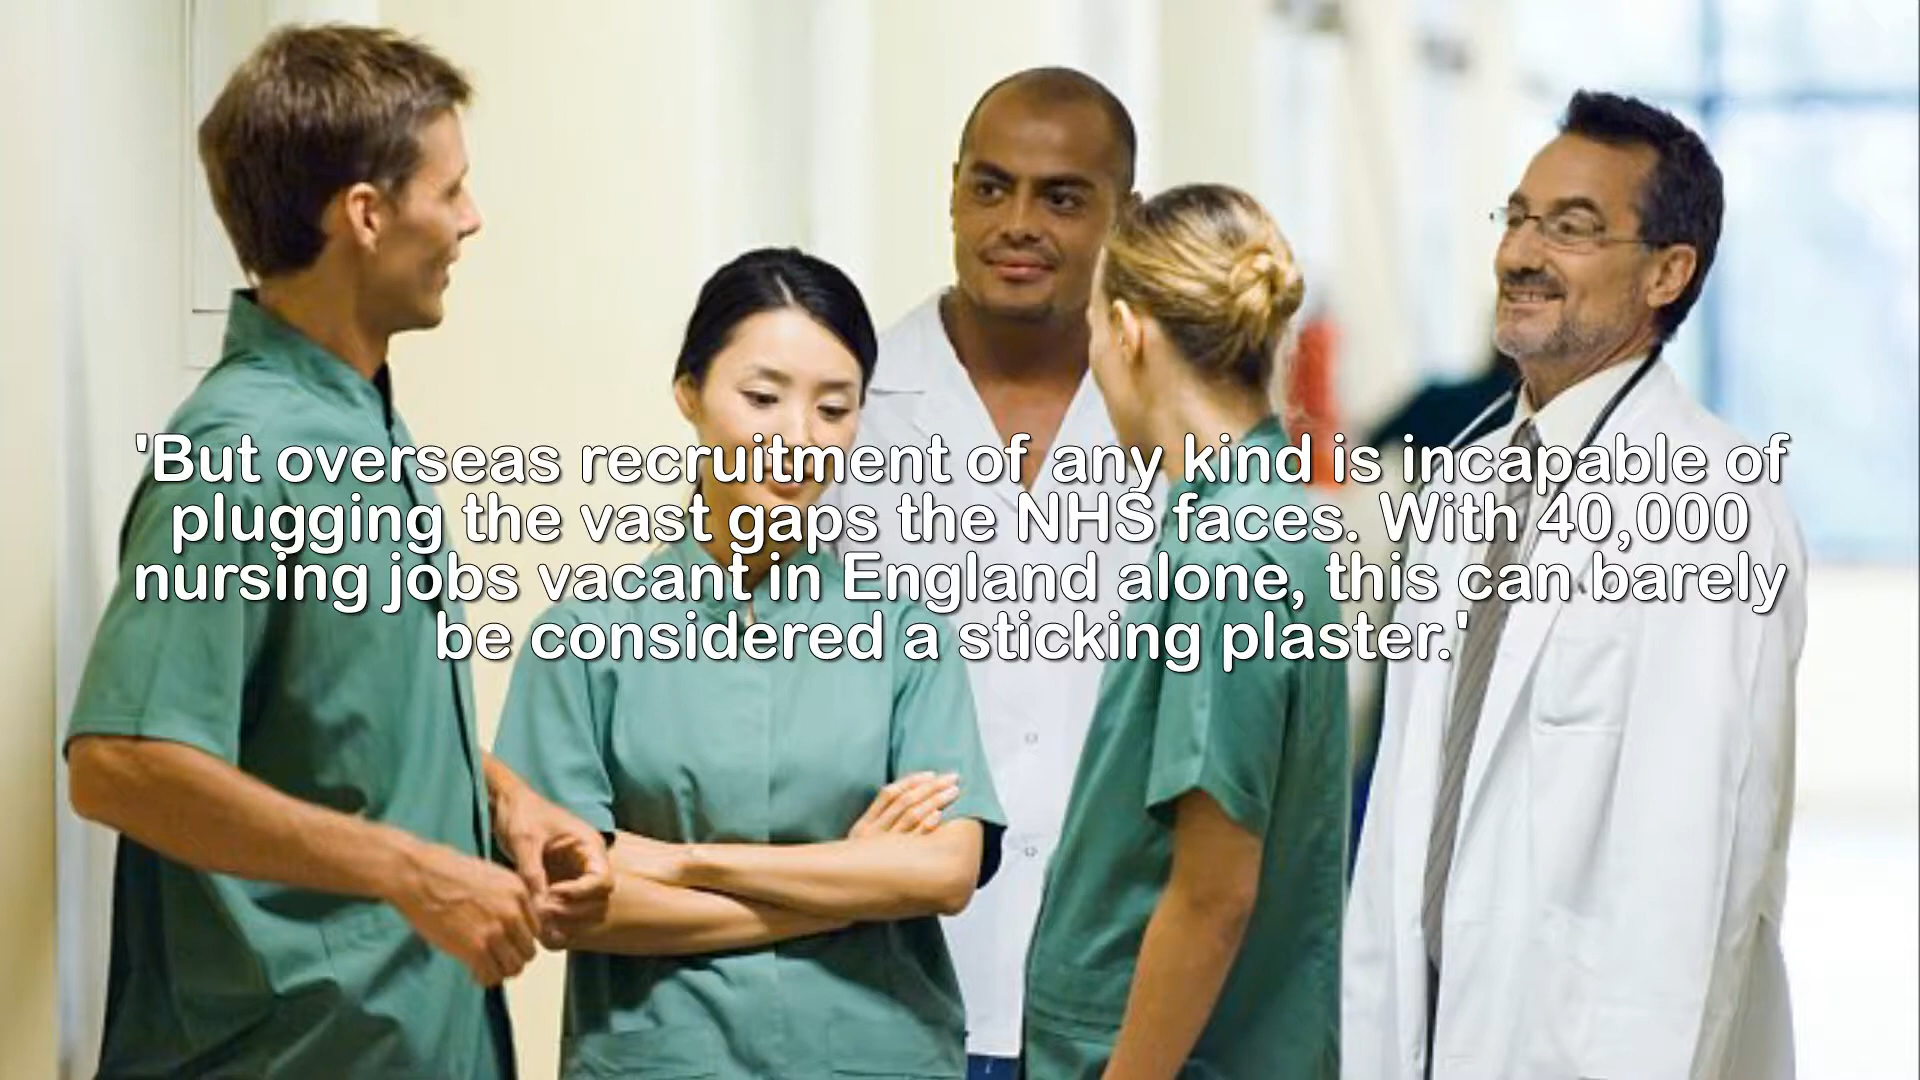 'But overseas recruitment of any kind is incapable of
plugging the vast gaps the NHS faces. With 40,000
nursing jobs vacant in England alone, this can barely
be considered a sticking plaster.'